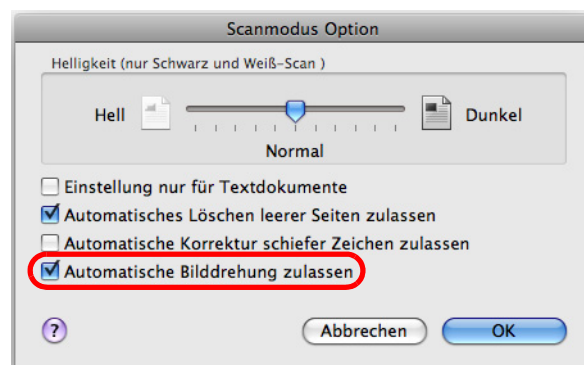 Scanmodus Option
Helligkeit (nur Schwarz und Weiß-Scan )
Hell Dunkel
Normal
Einstellung nur für Textdokumente
Automatisches Löschen leerer Seiten zulassen
Automatische Korrektur schiefer Zeichen zulassen
Automatische Bilddrehung zulassen
? Abbrechen OK